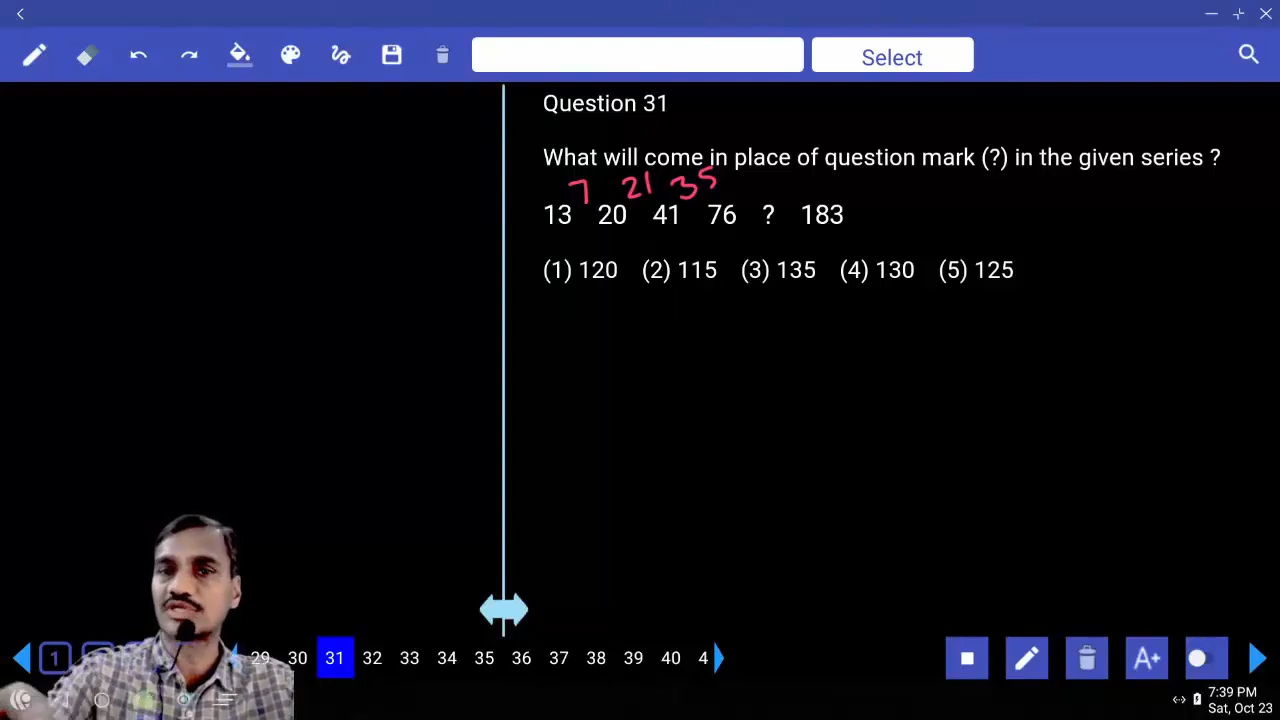 Select
Question 31
What will come in place of question mark (?) in the given series ?
7 21 35
13 20 41 76 ? 183
(1) 120 (2) 115 (3) 135 (4) 130 (5) 125
1 29 30 31 32 33 34 35 36 37 38 39 40 4
A+
7:39 PM
Sat, Oct 23